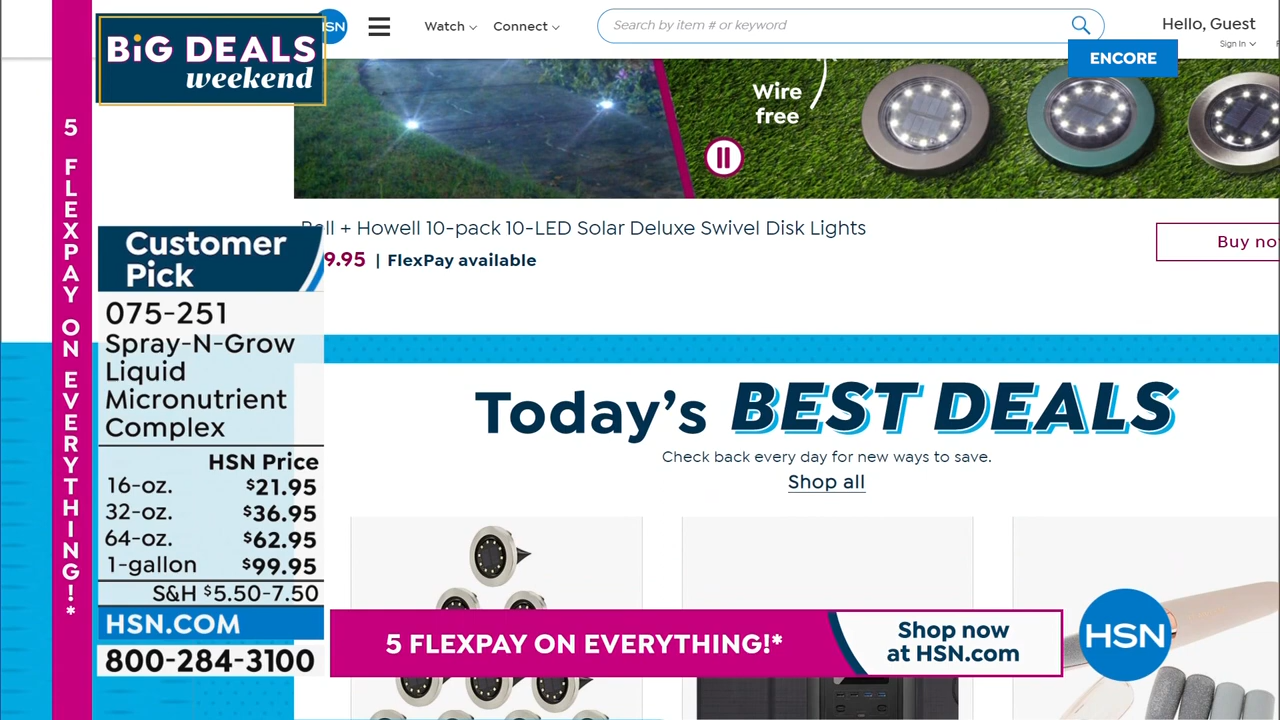 BiG DEALS
weekend
HSN
Watch
Connect
Search by item # or keyword
Hello, Guest
Sign In
ENCORE
Wire
free
5 FLEXPAY ON EVERYTHING!*
+ Howell 10-pack 10-LED Solar Deluxe Swivel Disk Lights
9.95 | FlexPay available
Buy no
Customer
Pick
075-251
Spray-N-Grow
Liquid
Micronutrient
Complex
HSN Price
16-oz. $21.95
32-oz. $36.95
64-oz. $62.95
1-gallon $99.95
S&H $5.50-7.50
HSN.COM
800-284-3100
Today's BEST DEALS
Check back every day for new ways to save.
Shop all
5 FLEXPAY ON EVERYTHING!*
Shop now
at HSN.com
HSN